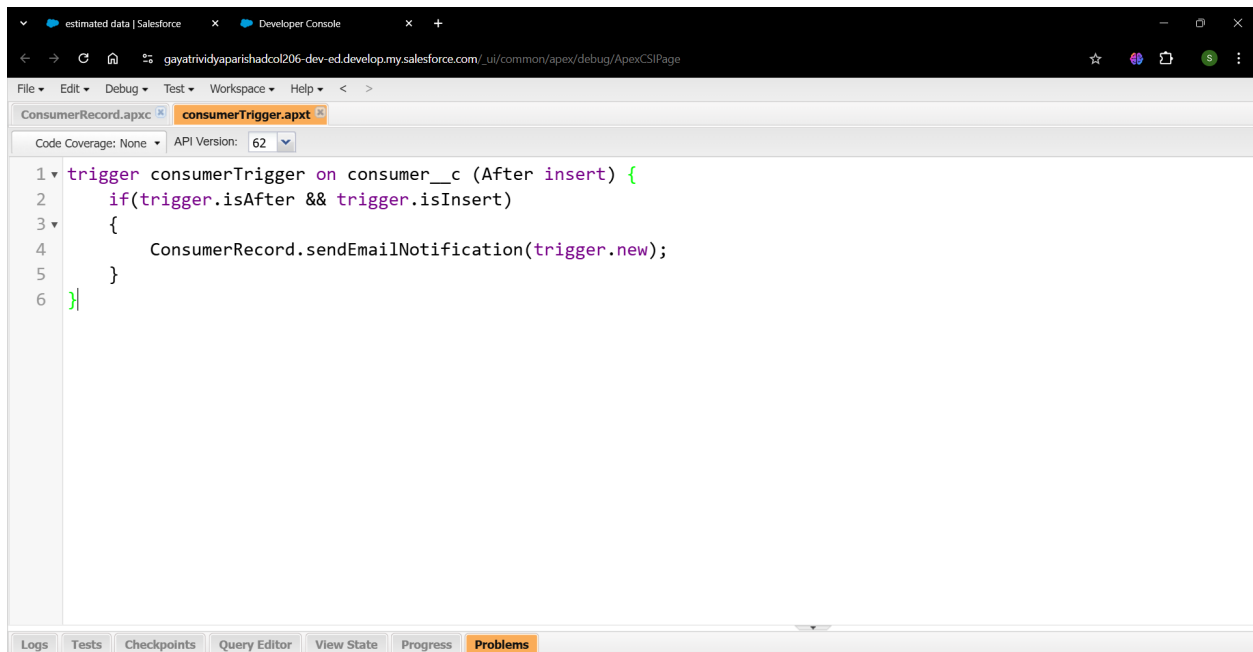 estimated data | Salesforce
Developer Console
gayatrividyaparishadcol206-dev-ed.develop.my.salesforce.com/_ui/common/apex/debug/ApexCSIPage
S
File Edit Debug Test Workspace Help < >
ConsumerRecord.apxc consumerTrigger.apxt
Code Coverage: None API Version: 62
1 trigger consumerTrigger on consumer__c (After insert) {
2 if(trigger.isAfter && trigger.isInsert)
3 {
4 ConsumerRecord.sendEmailNotification(trigger.new);
5 }
6 }
Logs Tests Checkpoints Query Editor View State Progress Problems